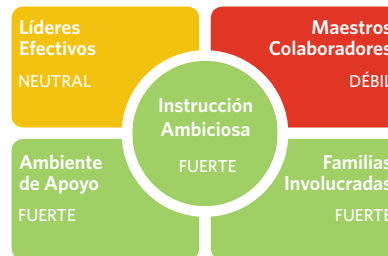 Líderes
Efectivos
NEUTRAL
Maestros
Colaboradores
DÉBIL
Instrucción
Ambiciosa
FUERTE
Ambiente
de Apoyo
FUERTE
Familias
Involucradas
FUERTE